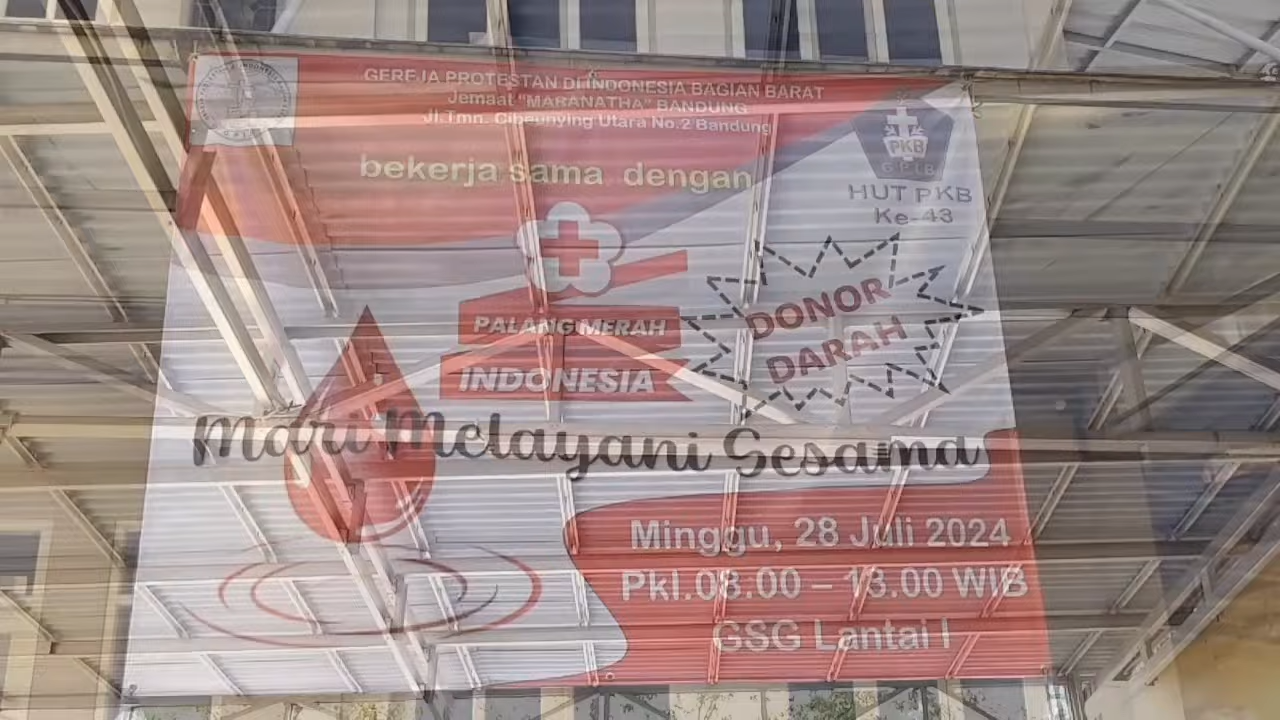 GEREJA PROTESTAN DI INDONESIA BAGIAN BARAT
Jemaat "MARANATHA" BANDUNG
Jl.Tmn. Cibeunying Utara No.2 Bandung
bekerja sama dengan
PKB
GPIB
HUT PKB
Ke-43
PALANG MERAH
INDONESIA
DONOR
DARAH
Mari Melayani Sesama
Minggu, 28 Juli 2024
Pkl.08.00 – 13.00 WIB
GSG Lantai I